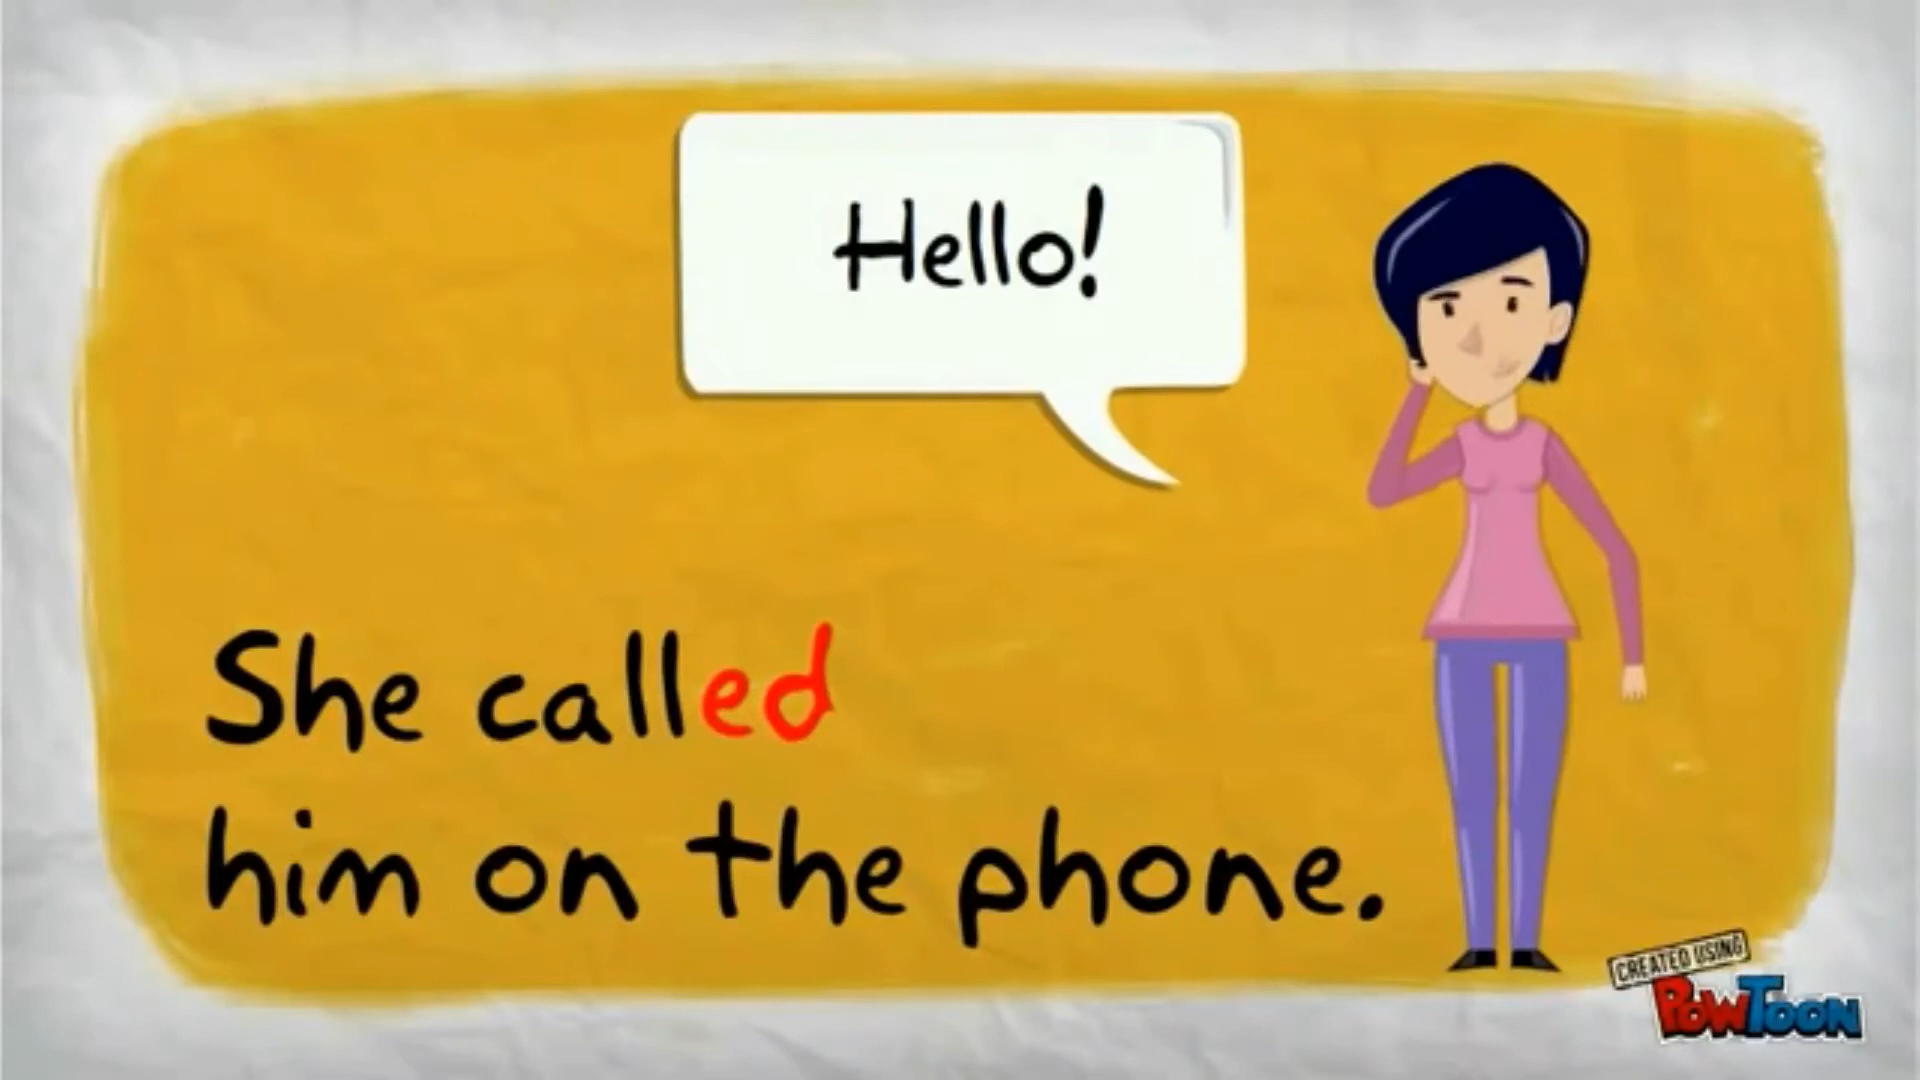 Hello!
She called
him on the phone.
CREATED USING
POWTOON